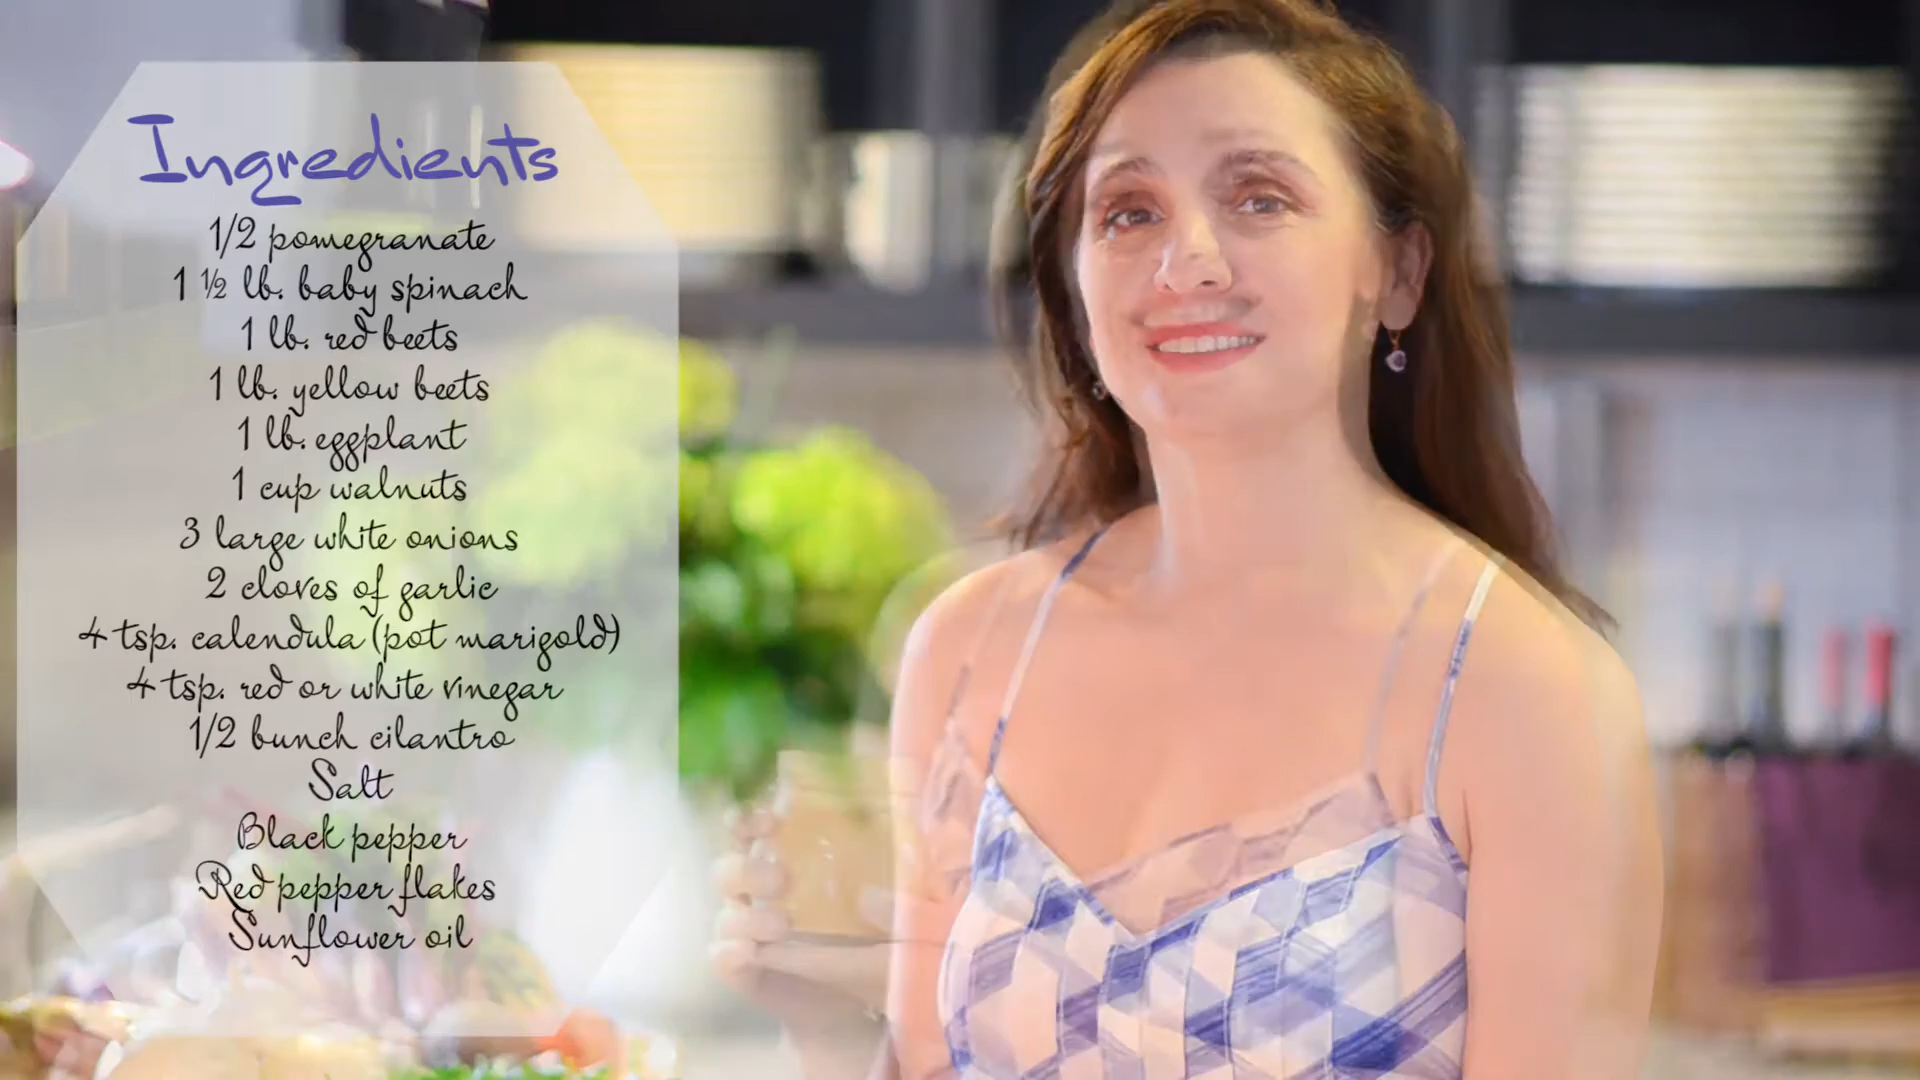 Ingredients
1/2 pomegranate
1 ½ lb. baby spinach
1 lb. red beets
1 lb. yellow beets
1 lb. eggplant
1 cup walnuts
3 large white onions
2 cloves of garlic
4 tsp. calendula (pot marigold)
4 tsp. red or white vinegar
1/2 bunch cilantro
Salt
Black pepper
Red pepper flakes
Sunflower oil